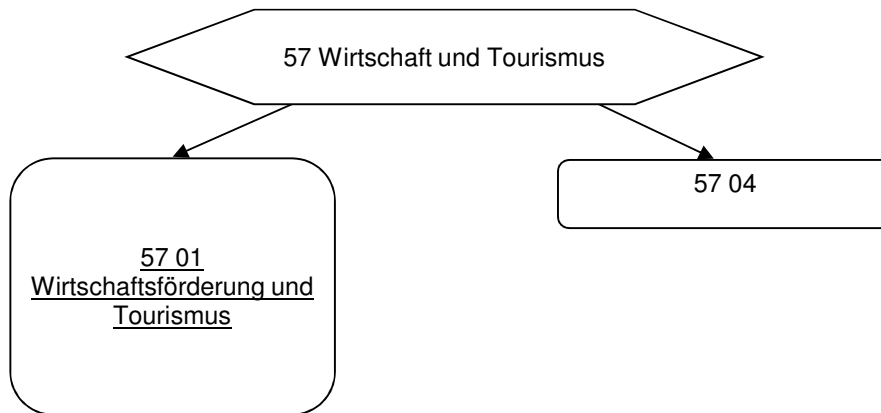 57 Wirtschaft und Tourismus
57 04
57 01
Wirtschaftsförderung und
Tourismus